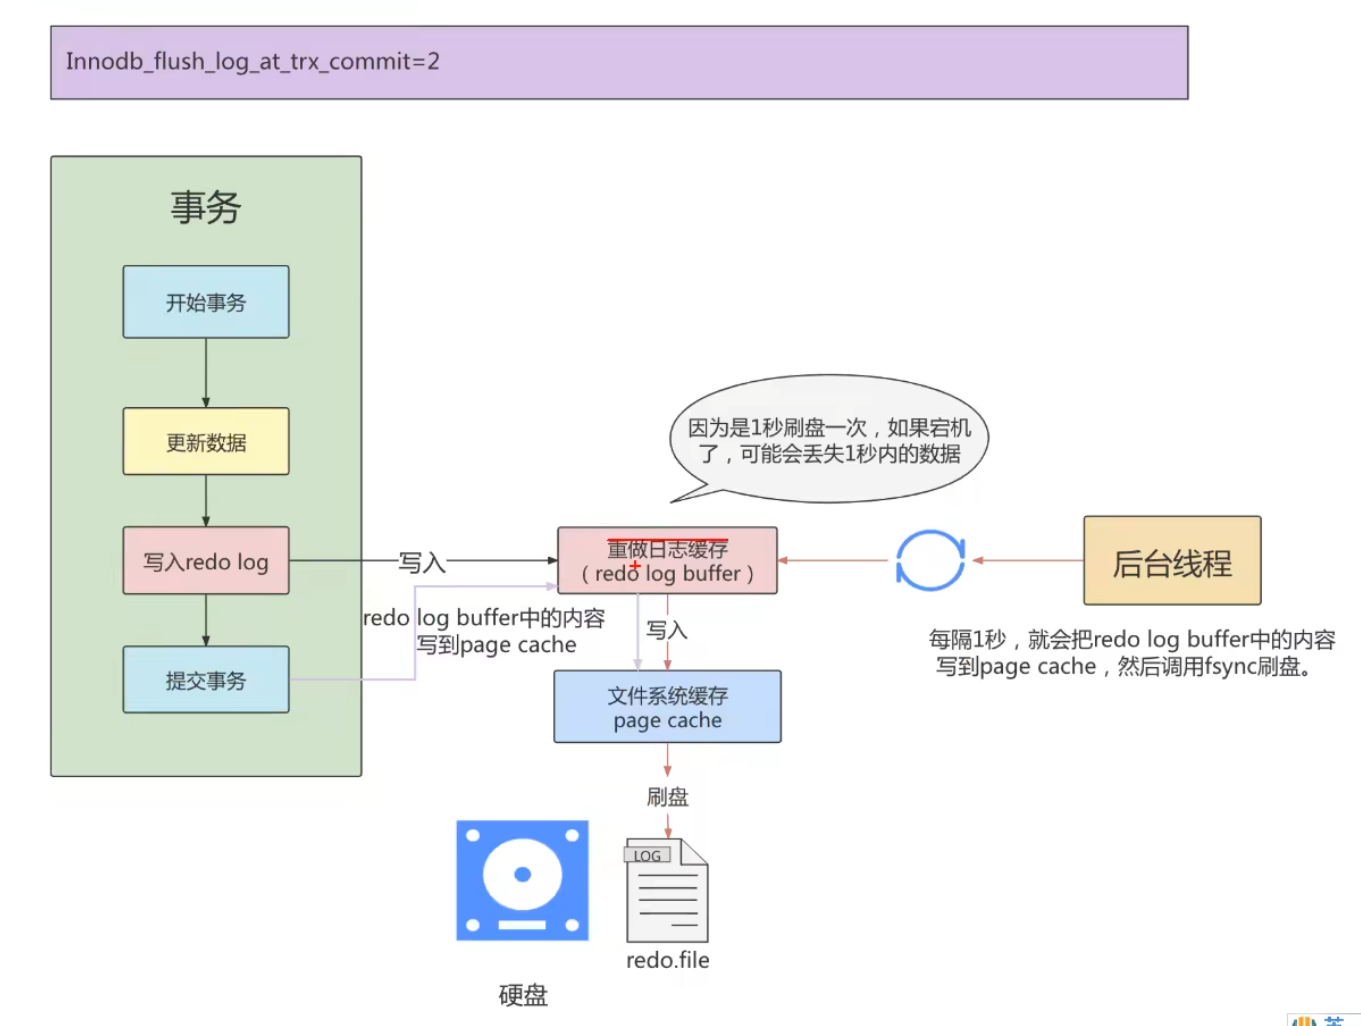 Innodb_flush_log_at_trx_commit=2
事务
开始事务
更新数据
写入redo log
提交事务
写入
redo log buffer中的内容
写到page cache
因为是1秒刷盘一次，如果宕机
了，可能会丢失1秒内的数据
重做日志缓存
（redo log buffer）
写入
文件系统缓存
page cache
刷盘
LOG
redo.file
硬盘
后台线程
每隔1秒，就会把redo log buffer中的内容
写到page cache，然后调用fsync刷盘。